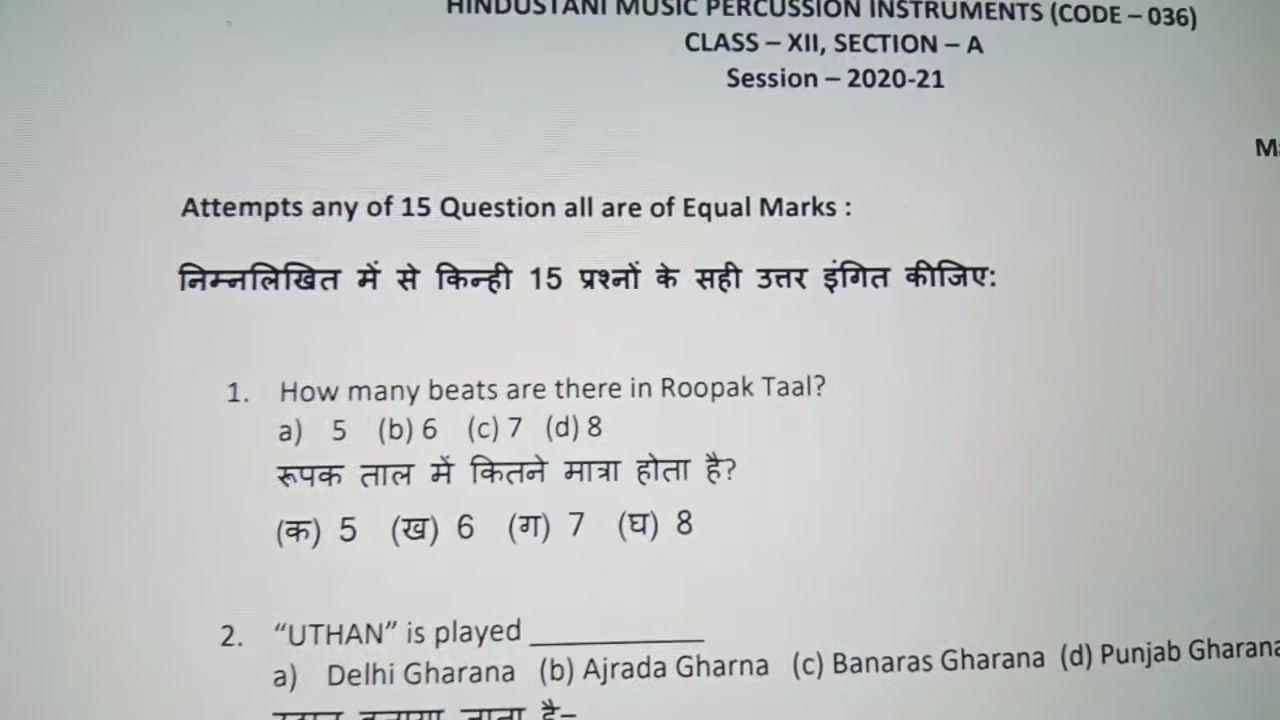 HINDUSTANI MUSIC PERCUSSION INSTRUMENTS (CODE – 036)
CLASS – XII, SECTION – A
Session – 2020-21
Attempts any of 15 Question all are of Equal Marks :
निम्नलिखित में से किन्ही 15 प्रश्नों के सही उत्तर इंगित कीजिए:
1. How many beats are there in Roopak Taal?
a) 5 (b) 6 (c) 7 (d) 8
रूपक ताल में कितने मात्रा होता है?
(क) 5 (ख) 6 (ग) 7 (घ) 8
2. “UTHAN” is played ____________
a) Delhi Gharana (b) Ajrada Gharna (c) Banaras Gharana (d) Punjab Gharana